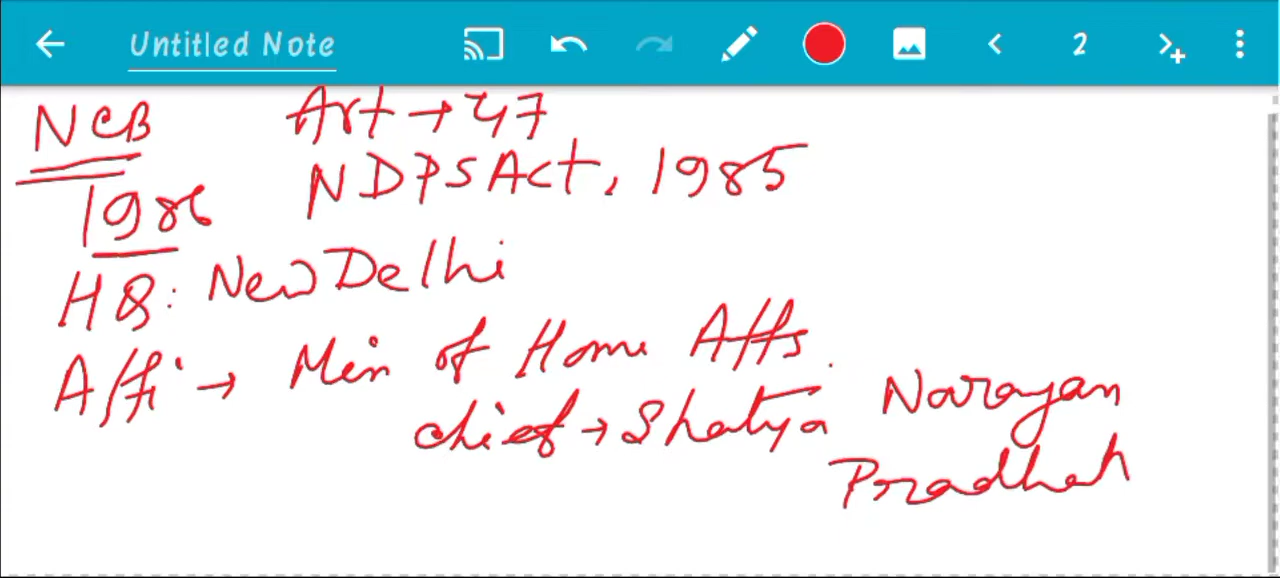 Untitled Note
2
NCB Art → 47
1986 NDPS Act, 1985
HQ: New Delhi
Affi → Min of Home Affs.
chief → Shatya Narayan
Pradhah